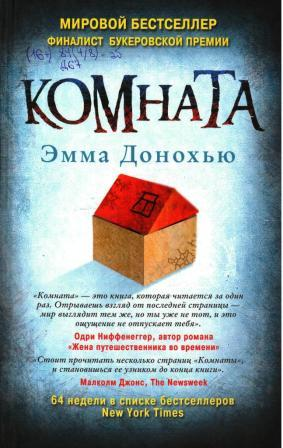 МИРОВОЙ БЕСТСЕЛЛЕР
ФИНАЛИСТ БУКЕРОВСКОЙ ПРЕМИИ
КОМНАТА
Эмма Донохью
«Комната» — это книга, которая читается за один
раз. Отрываешь взгляд от последней страницы —
мир выглядит тем же, но ты уже не тот, и это
ощущение не отпускает тебя».
Одри Ниффенеггер, автор романа
«Жена путешественника во времени»
«Стоит прочитать несколько страниц «Комнаты»,
и становишься ее узником до конца книги».
Малколм Джонс, The Newsweek
64 недели в списке бестселлеров
New York Times